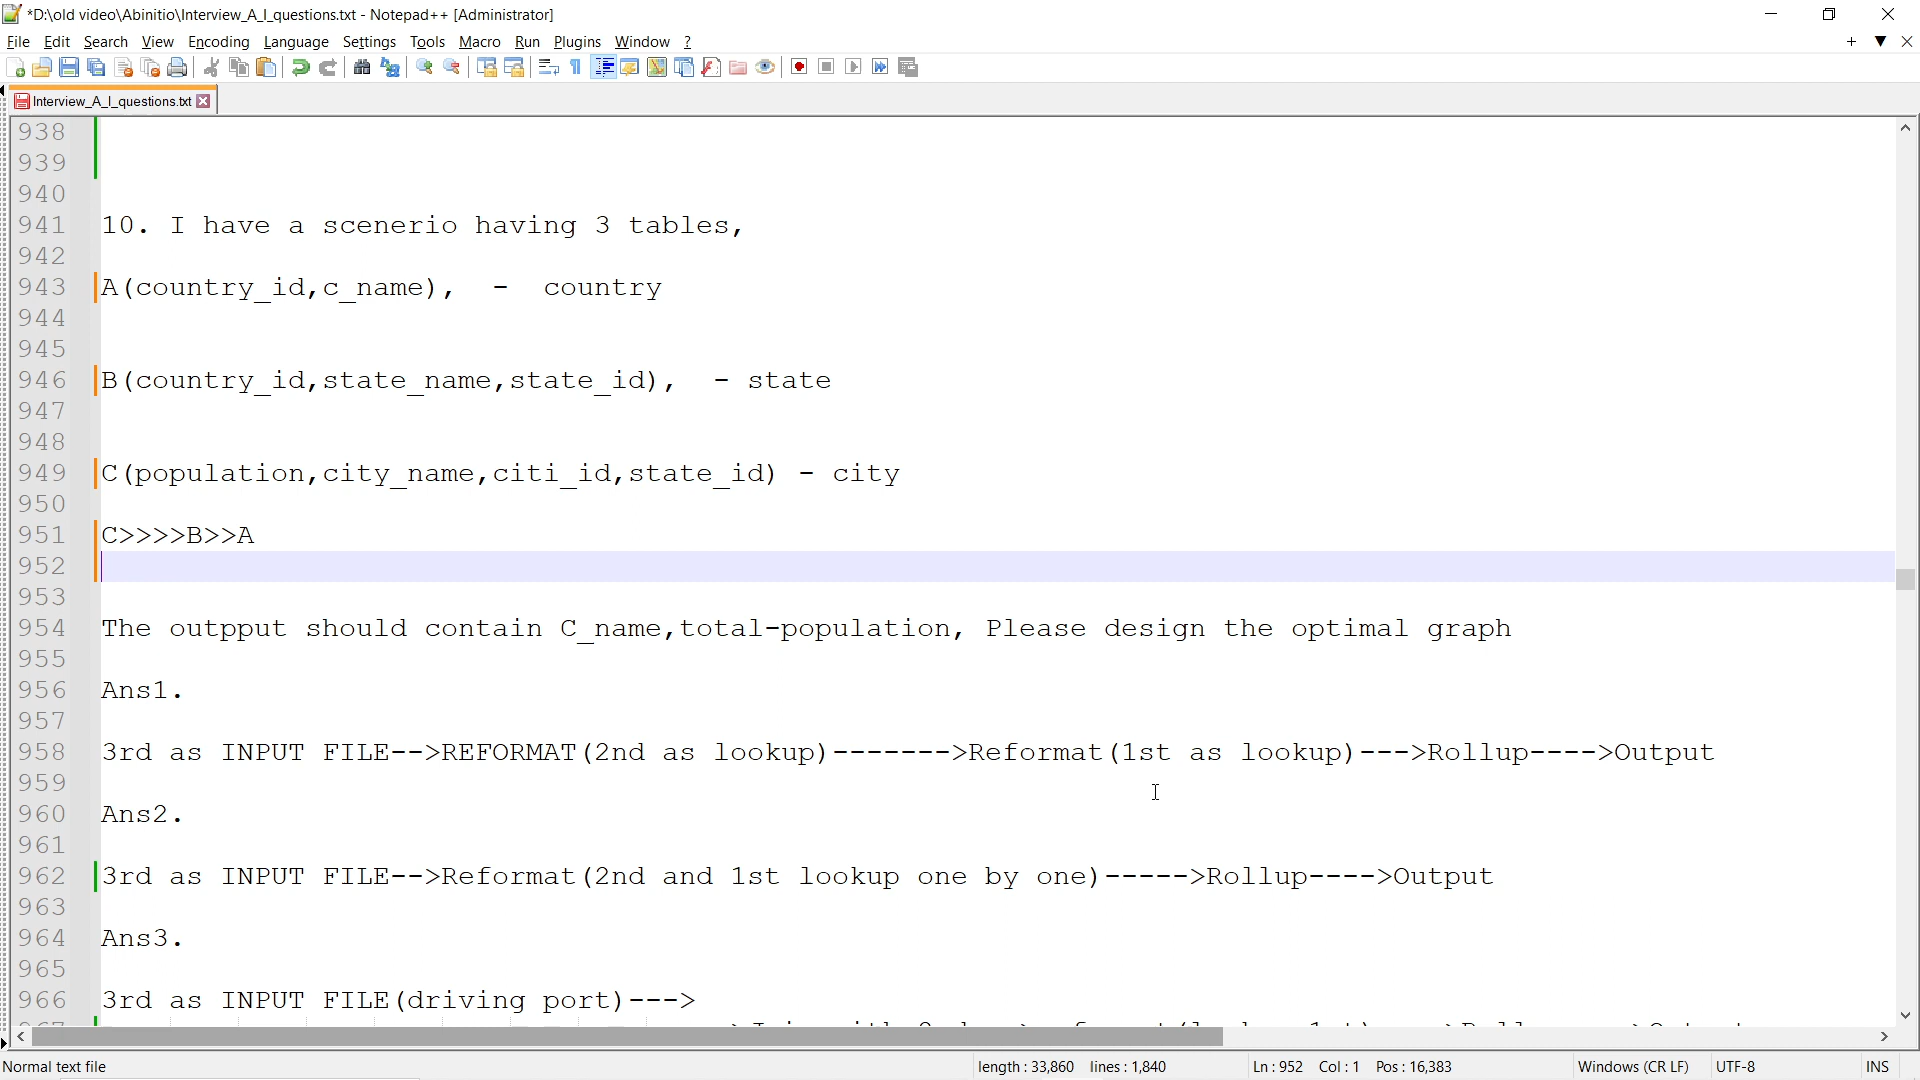 *D:\old video\Abinitio\Interview_A_I_questions.txt - Notepad++ [Administrator]
File Edit Search View Encoding Language Settings Tools Macro Run Plugins Window ?
Interview_A_I_questions.txt
938
939
940
941 10. I have a scenerio having 3 tables,
942
943 A(country_id,c_name),  -  country
944
945
946 B(country_id,state_name,state_id),  - state
947
948
949 C(population,city_name,citi_id,state_id) - city
950
951 C>>>>B>>A
952
953
954 The outpput should contain C_name,total-population, Please design the optimal graph
955
956 Ans1.
957
958 3rd as INPUT FILE-->REFORMAT(2nd as lookup)------->Reformat(1st as lookup)--->Rollup---->Output
959
960 Ans2.
961
962 3rd as INPUT FILE-->Reformat(2nd and 1st lookup one by one)----->Rollup---->Output
963
964 Ans3.
965
966 3rd as INPUT FILE(driving port)--->
Normal text file length : 33,860 lines : 1,840 Ln : 952 Col : 1 Pos : 16,383 Windows (CR LF) UTF-8 INS